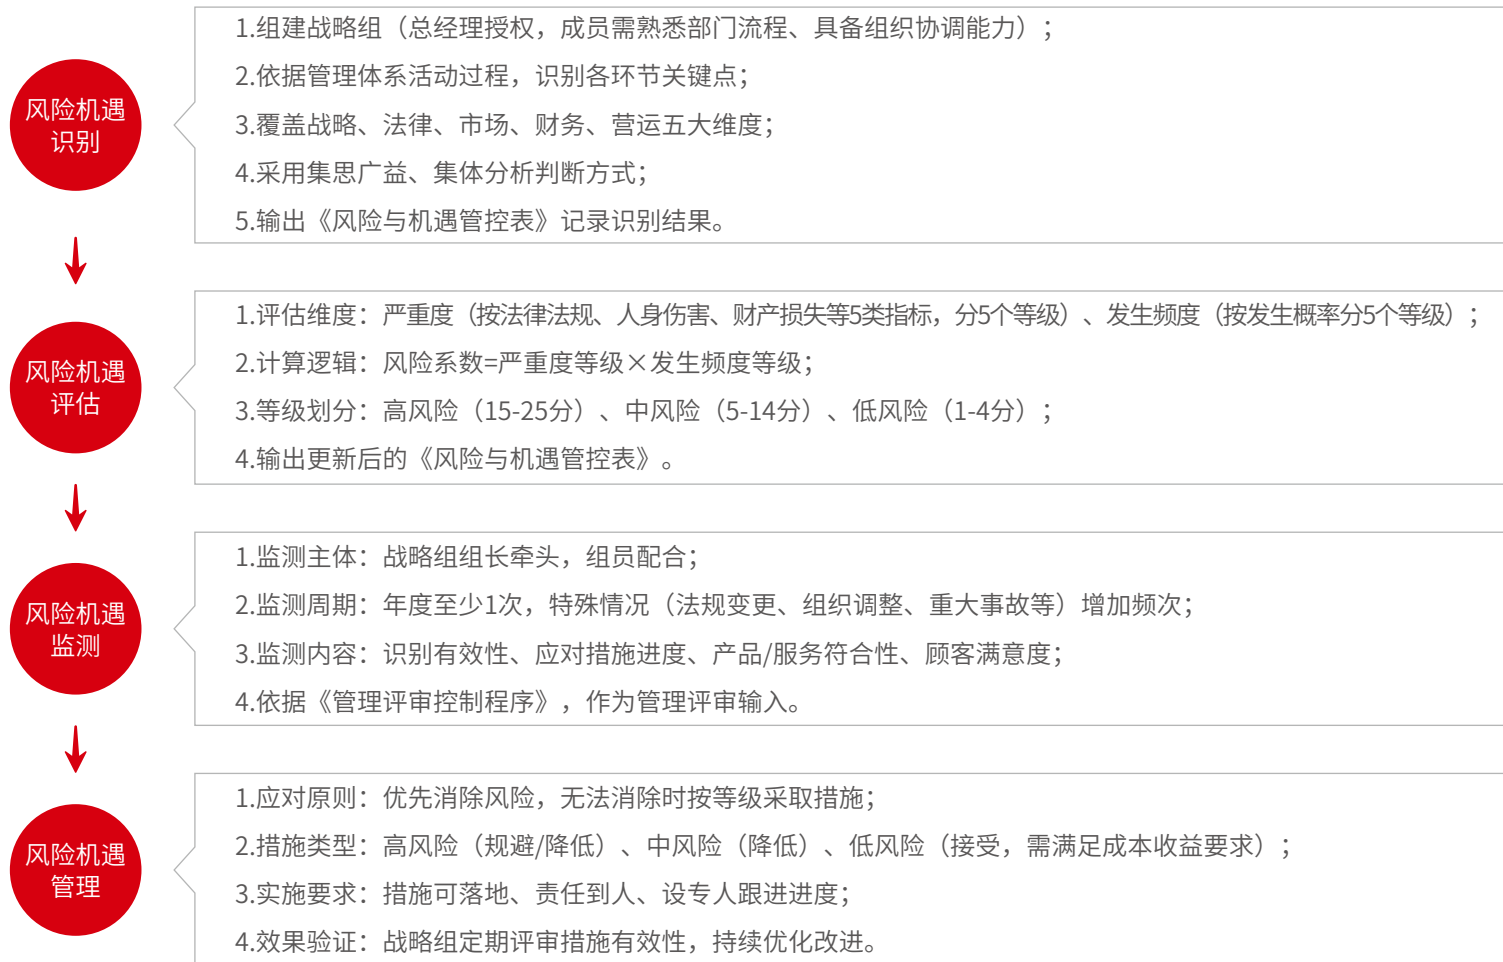 风险机遇
识别
1.组建战略组（总经理授权，成员需熟悉部门流程、具备组织协调能力）；
2.依据管理体系活动过程，识别各环节关键点；
3.覆盖战略、法律、市场、财务、营运五大维度；
4.采用集思广益、集体分析判断方式；
5.输出《风险与机遇管控表》记录识别结果。
风险机遇
评估
1.评估维度：严重度（按法律法规、人身伤害、财产损失等5类指标，分5个等级）、发生频度（按发生概率分5个等级）；
2.计算逻辑：风险系数=严重度等级×发生频度等级；
3.等级划分：高风险（15-25分）、中风险（5-14分）、低风险（1-4分）；
4.输出更新后的《风险与机遇管控表》。
风险机遇
监测
1.监测主体：战略组组长牵头，组员配合；
2.监测周期：年度至少1次，特殊情况（法规变更、组织调整、重大事故等）增加频次；
3.监测内容：识别有效性、应对措施进度、产品/服务符合性、顾客满意度；
4.依据《管理评审控制程序》，作为管理评审输入。
风险机遇
管理
1.应对原则：优先消除风险，无法消除时按等级采取措施；
2.措施类型：高风险（规避/降低）、中风险（降低）、低风险（接受，需满足成本收益要求）；
3.实施要求：措施可落地、责任到人、设专人跟进进度；
4.效果验证：战略组定期评审措施有效性，持续优化改进。